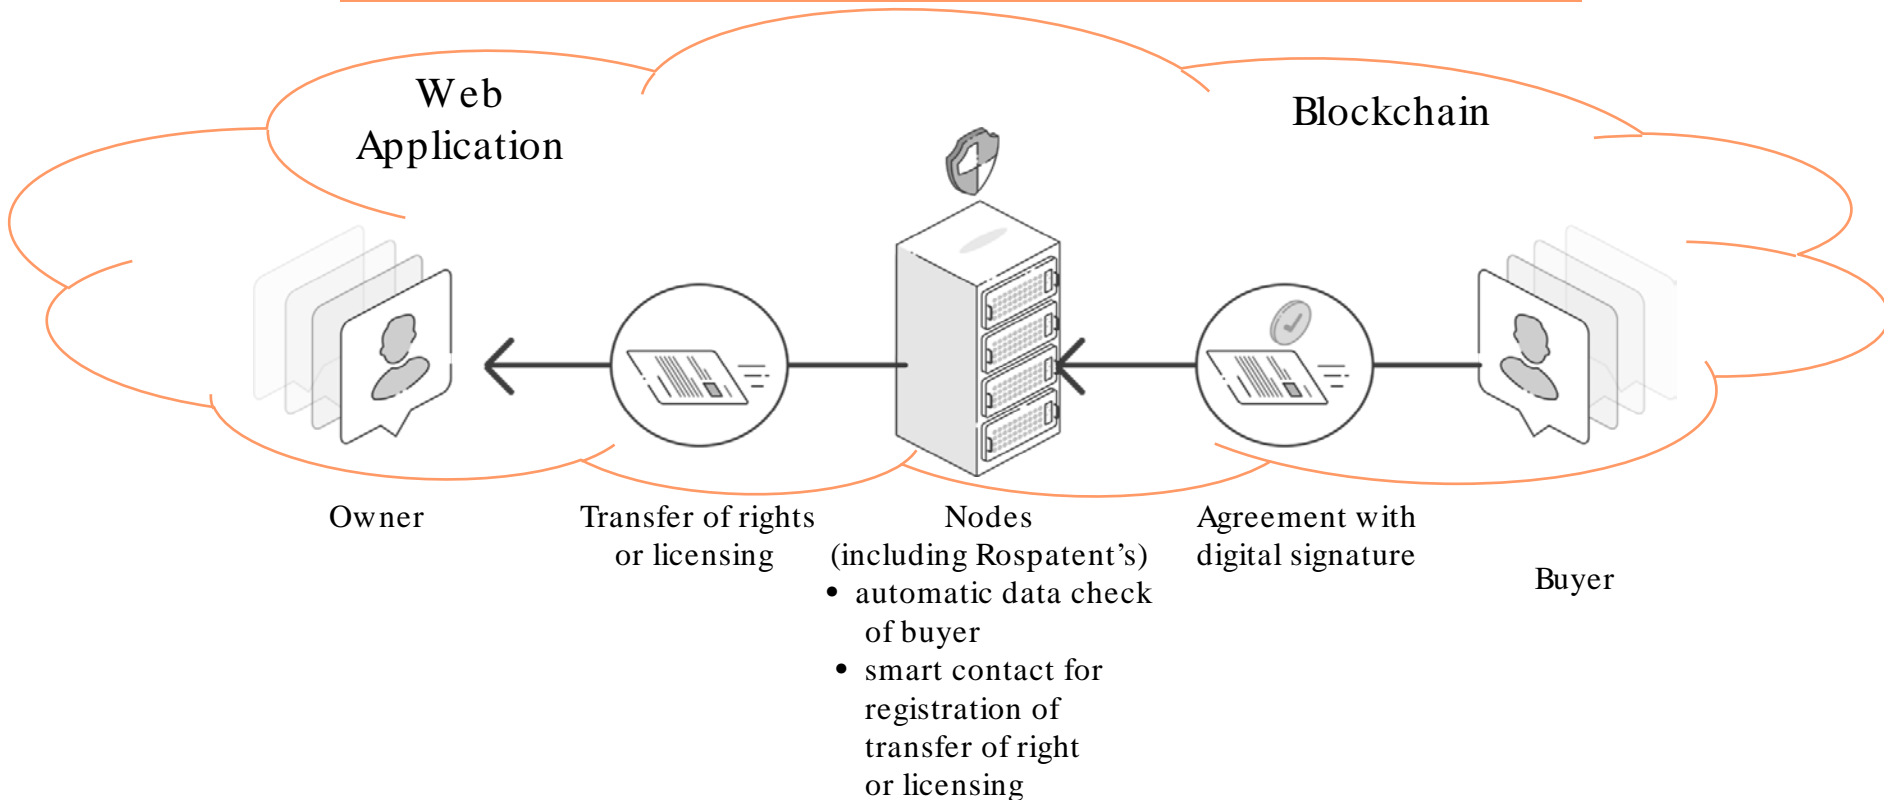 Web
Application
Blockchain
Owner
Transfer of rights
or licensing
Nodes
(including Rospatent’s)
• automatic data check
of buyer
• smart contact for
registration of
transfer of right
or licensing
Agreement with
digital signature
Buyer